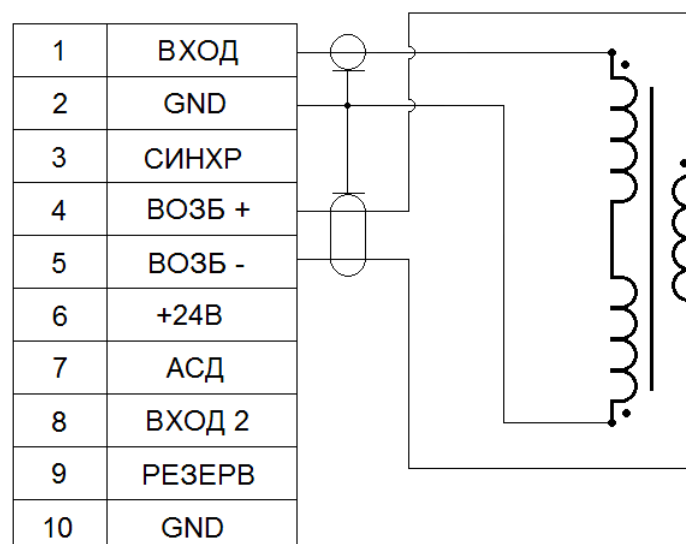 1 ВХОД
2 GND
3 СИНХР
4 ВОЗБ +
5 ВОЗБ -
6 +24В
7 АСД
8 ВХОД 2
9 РЕЗЕРВ
10 GND